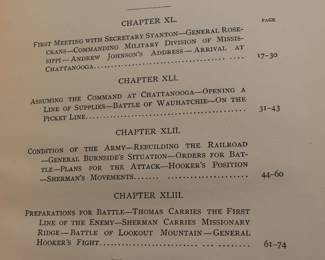 CHAPTER XL.
PAGE
First Meeting with Secretary Stanton—General Rose-
crans—Commanding Military Division of Missis-
sippi—Andrew Johnson's Address—Arrival at
Chattanooga . . . 17-30
CHAPTER XLI.
Assuming the Command at Chattanooga—Opening a
Line of Supplies—Battle of Wauhatchie—On the
Picket Line . . . 31-43
CHAPTER XLII.
Condition of the Army—Rebuilding the Railroad
—General Burnside's Situation—Orders for Bat-
tle—Plans for the Attack—Hooker's Position
—Sherman's Movements . . . 44-60
CHAPTER XLIII.
Preparations for Battle—Thomas Carries the First
Line of the Enemy—Sherman Carries Missionary
Ridge—Battle of Lookout Mountain—General
Hooker's Fight . . . 61-74